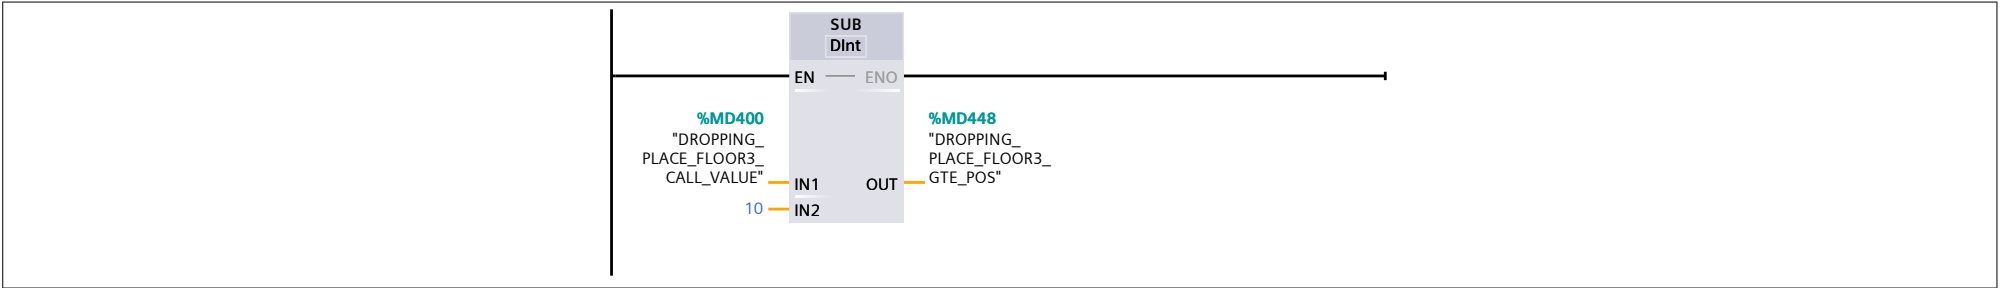 SUB
DInt
EN
ENO
%MD400
"DROPPING_
PLACE_FLOOR3_
CALL_VALUE"
IN1
10
IN2
%MD448
"DROPPING_
PLACE_FLOOR3_
GTE_POS"
OUT